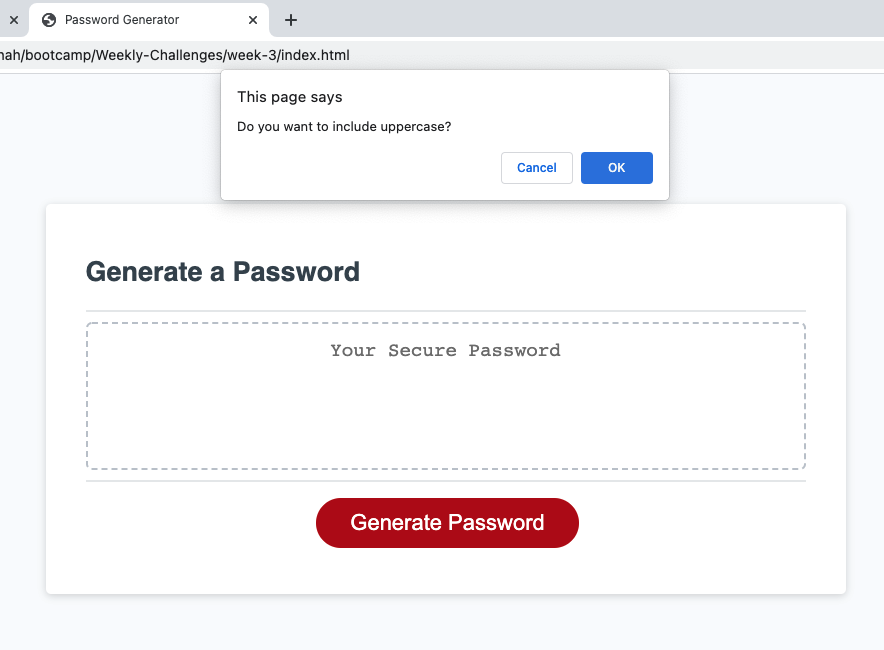 Password Generator
nah/bootcamp/Weekly-Challenges/week-3/index.html
This page says
Do you want to include uppercase?
Cancel OK
Generate a Password
Your Secure Password
Generate Password